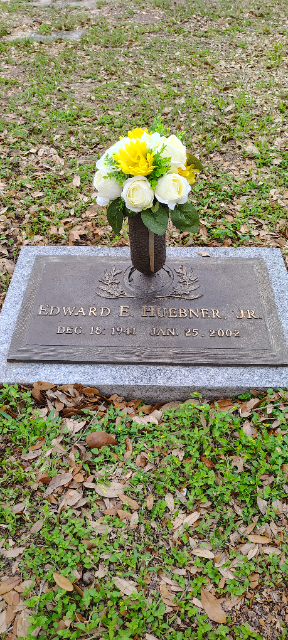 EDWARD E. HUEBNER, JR.
DEC. 18, 1941   JAN. 25, 2002